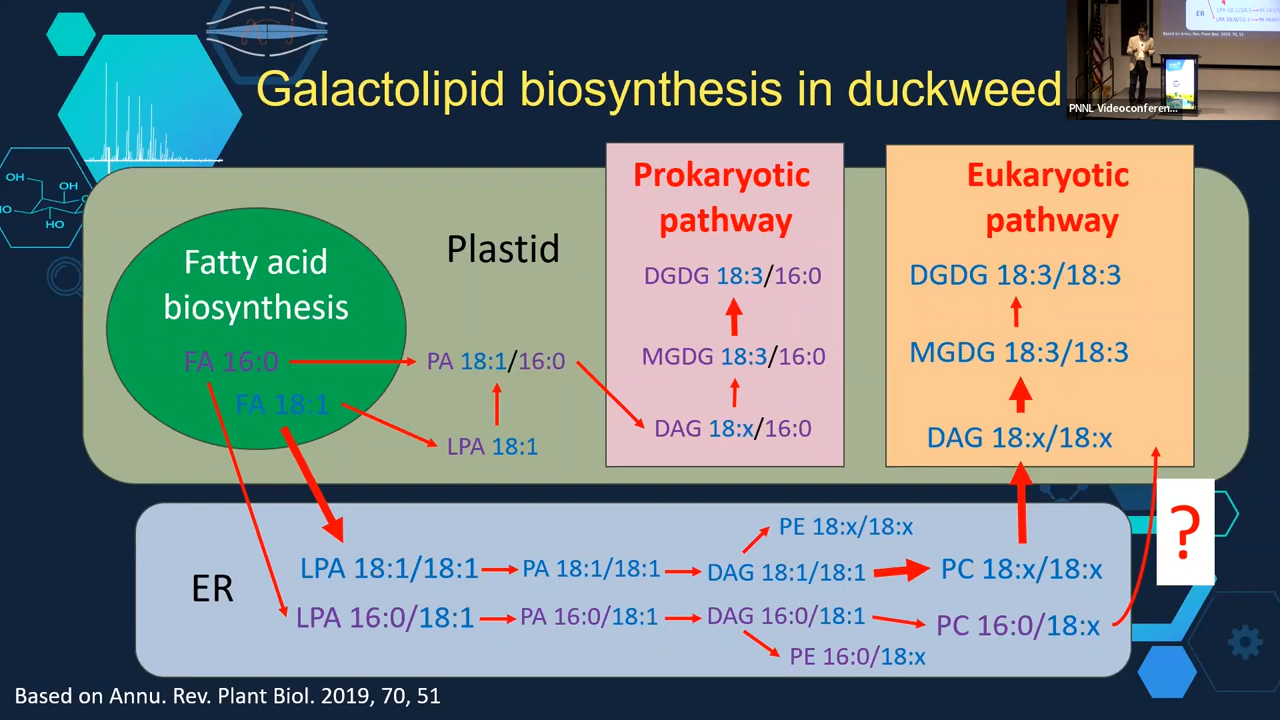 Galactolipid biosynthesis in duckweed
PNNL Videoconferen...
OH
OH
HO
Fatty acid
biosynthesis
FA 16:0
FA 18:1
Plastid
PA 18:1/16:0
LPA 18:1
Prokaryotic
pathway
DGDG 18:3/16:0
MGDG 18:3/16:0
DAG 18:x/16:0
Eukaryotic
pathway
DGDG 18:3/18:3
MGDG 18:3/18:3
DAG 18:x/18:x
?
ER
PE 18:x/18:x
LPA 18:1/18:1
PA 18:1/18:1
DAG 18:1/18:1
PC 18:x/18:x
LPA 16:0/18:1
PA 16:0/18:1
DAG 16:0/18:1
PC 16:0/18:x
PE 16:0/18:x
Based on Annu. Rev. Plant Biol. 2019, 70, 51